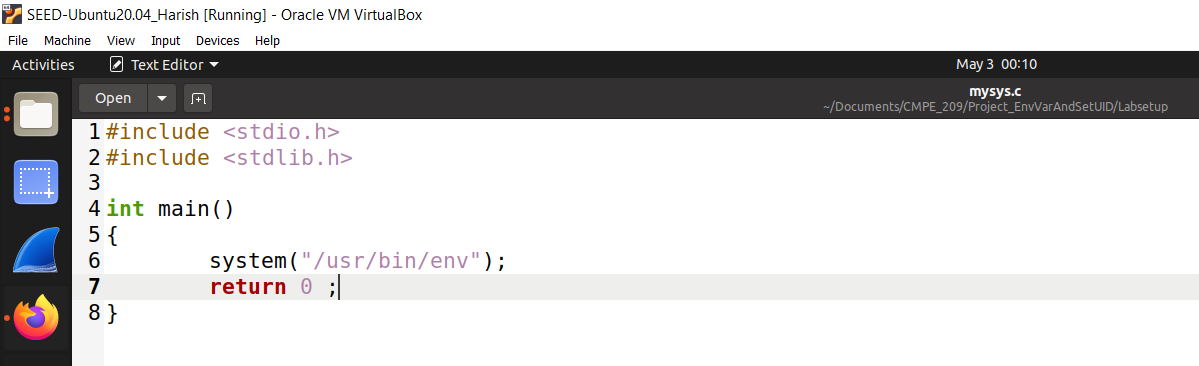 SEED-Ubuntu20.04_Harish [Running] - Oracle VM VirtualBox
File Machine View Input Devices Help
Activities Text Editor May 3 00:10
Open mysys.c
~/Documents/CMPE_209/Project_EnvVarAndSetUID/Labsetup
1 #include <stdio.h>
2 #include <stdlib.h>
3
4 int main()
5 {
6         system("/usr/bin/env");
7         return 0 ;
8 }